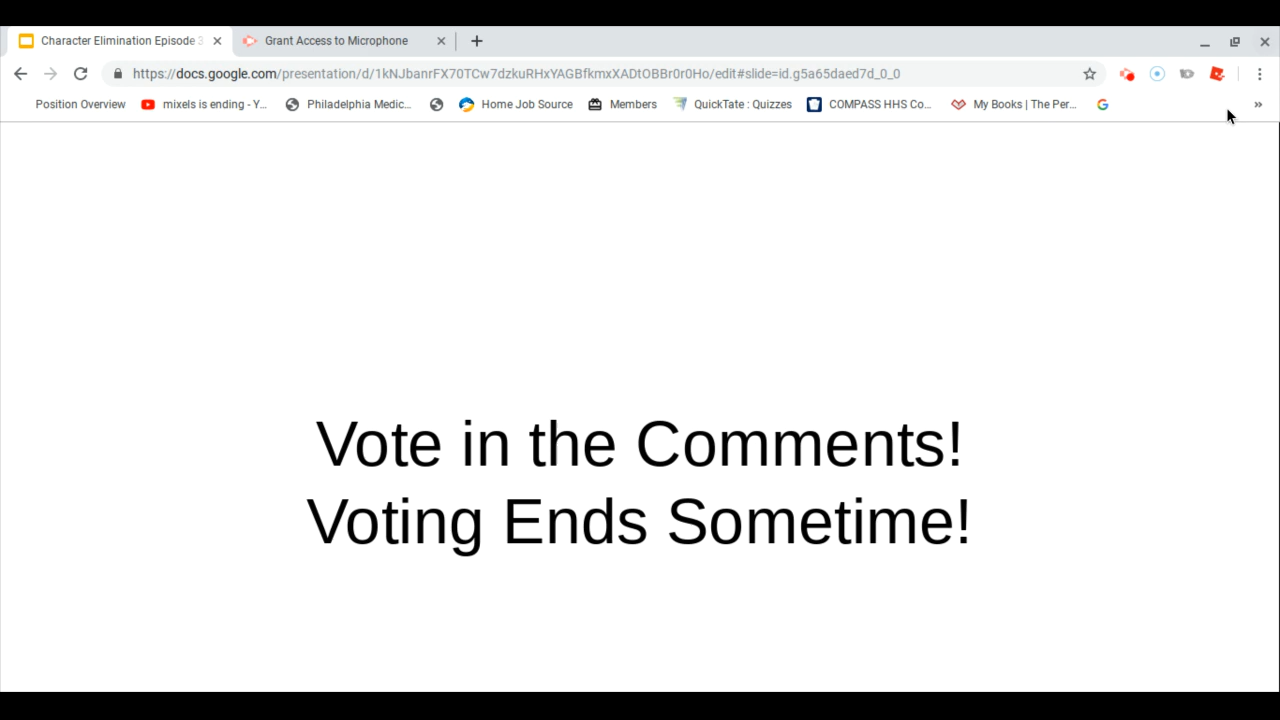 Character Elimination Episode 3
Grant Access to Microphone
https://docs.google.com/presentation/d/1kNJbanrFX70TCw7dzkuRHxYAGBfkmxXADtOBBr0r0Ho/edit#slide=id.g5a65daed7d_0_0
Position Overview mixels is ending - Y... Philadelphia Medic... Home Job Source Members QuickTate : Quizzes COMPASS HHS Co... My Books | The Per...
Vote in the Comments!
Voting Ends Sometime!